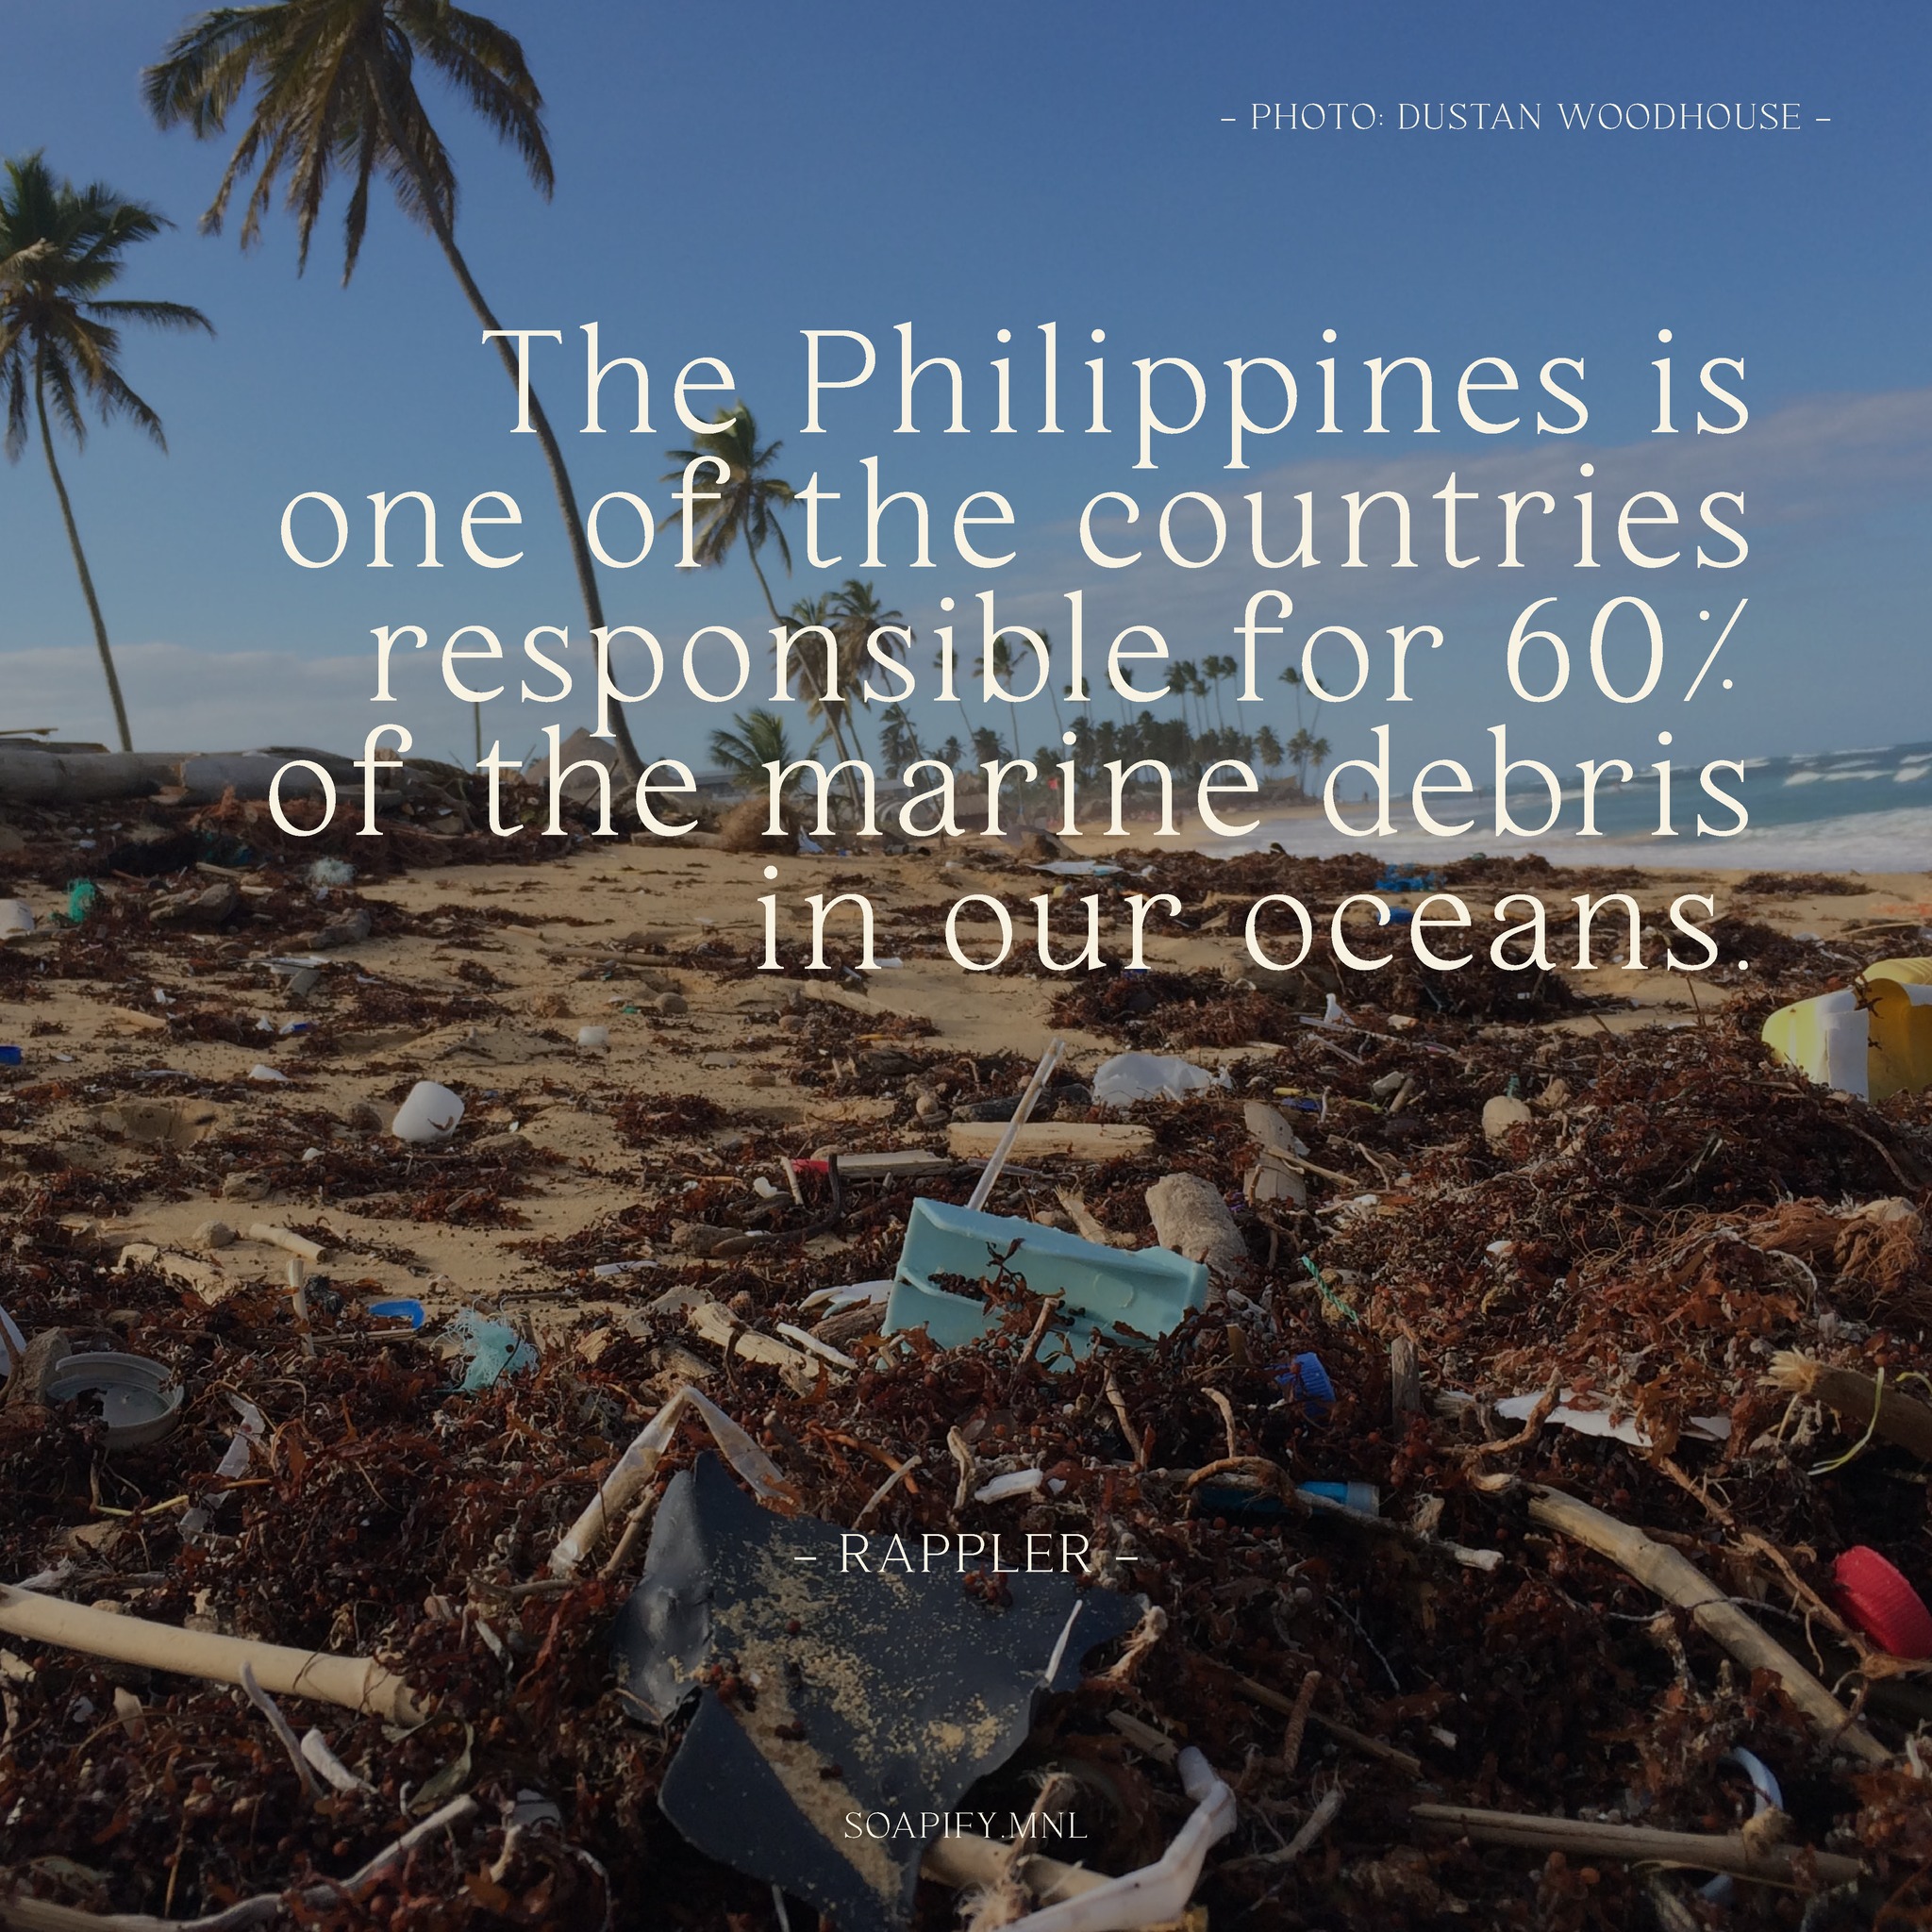 – PHOTO: DUSTAN WOODHOUSE –
The Philippines is
one of the countries
responsible for 60%
of the marine debris
in our oceans.
– RAPPLER –
SOAPIFY.MNL